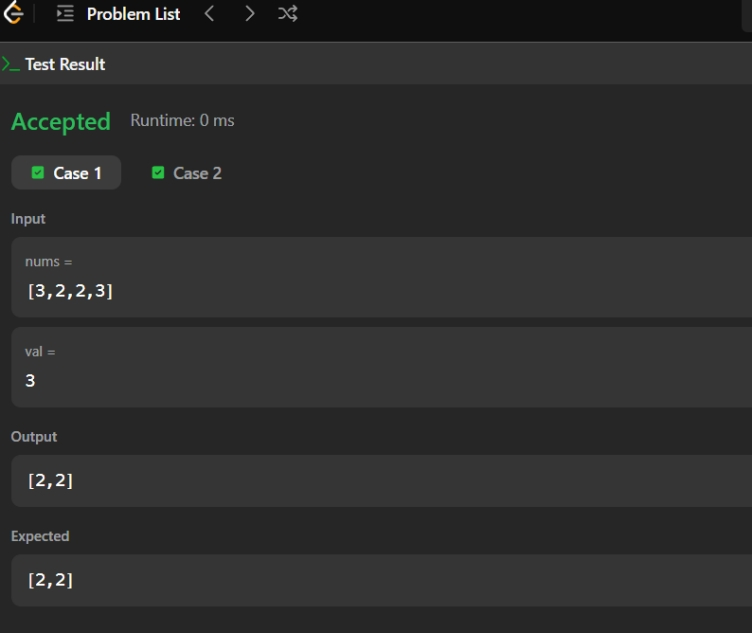 Problem List
Test Result
Accepted Runtime: 0 ms
Case 1 Case 2
Input
nums =
[3,2,2,3]
val =
3
Output
[2,2]
Expected
[2,2]